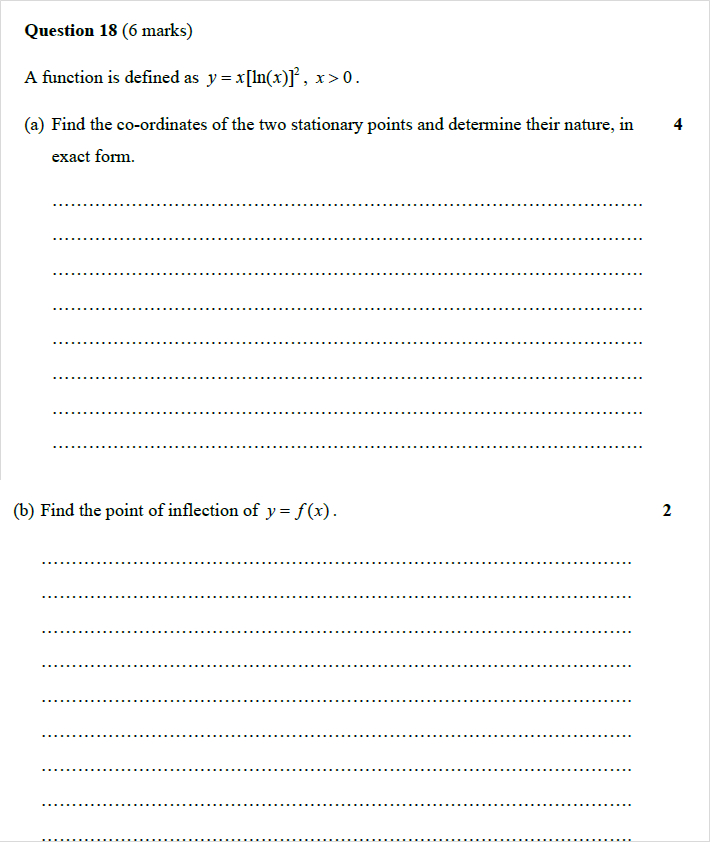 Question 18 (6 marks)
A function is defined as y = x[ln(x)]², x > 0.
(a) Find the co-ordinates of the two stationary points and determine their nature, in 4
exact form.
(b) Find the point of inflection of y = f(x). 2